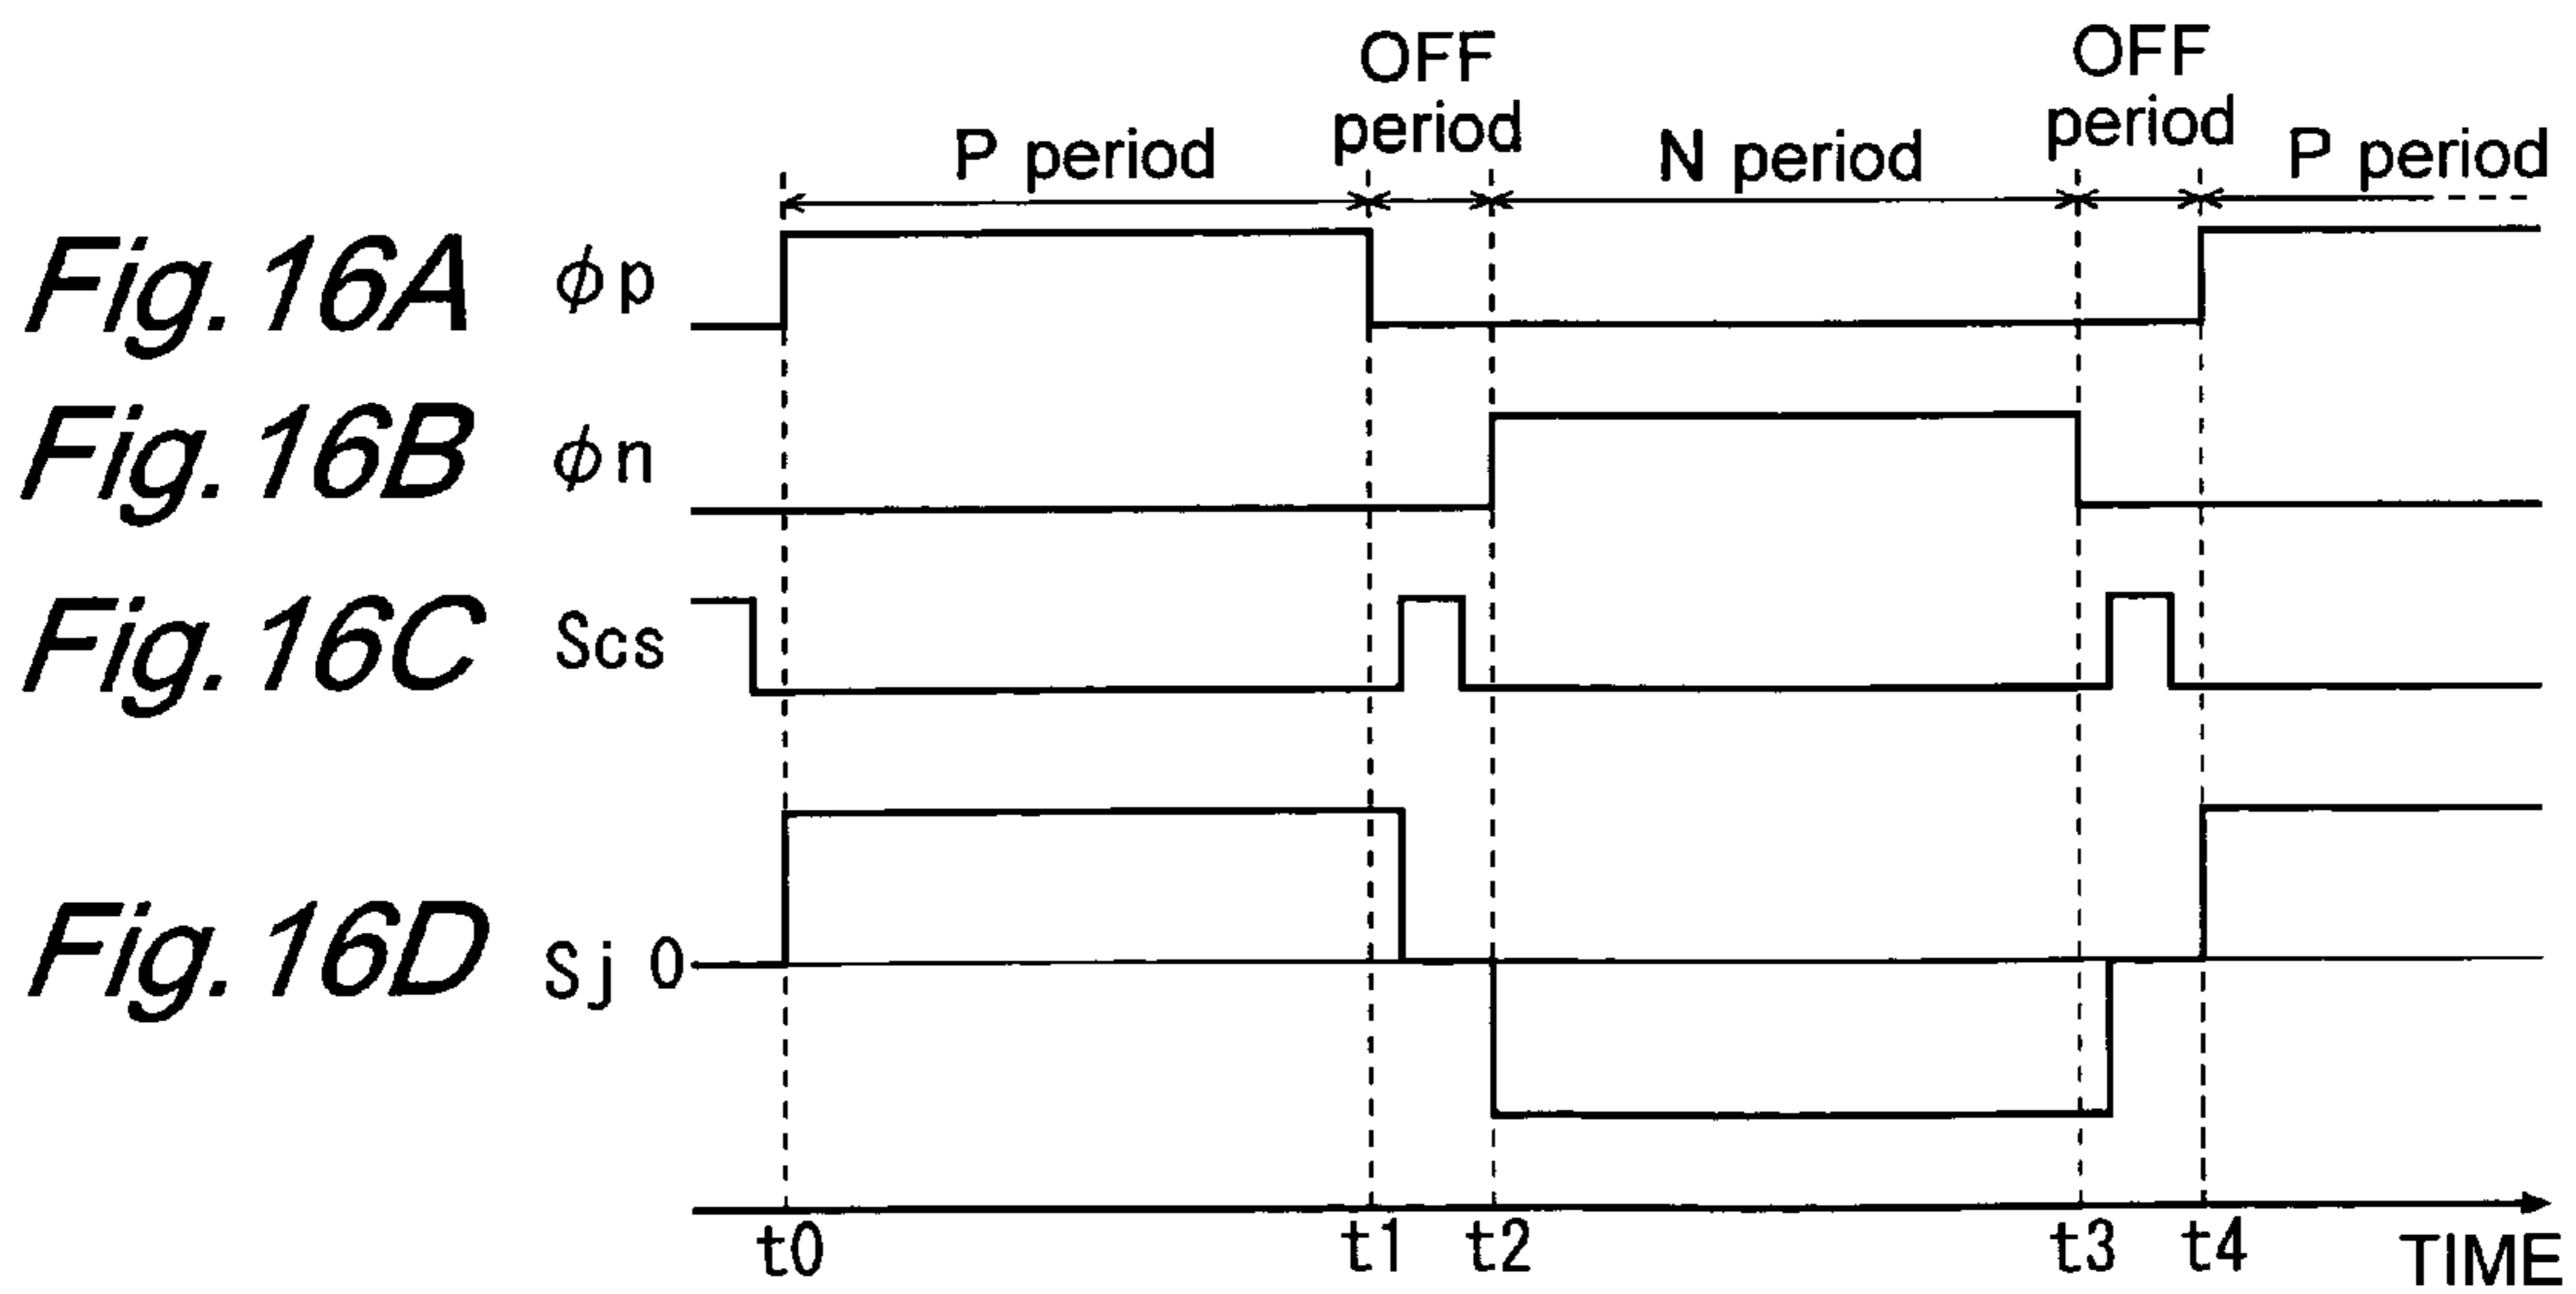 OFF
period
OFF
period
P period
N period
P period
Fig. 16A φp
Fig. 16B φn
Fig. 16C Scs
Fig. 16D Sj 0
t0 t1 t2 t3 t4 TIME